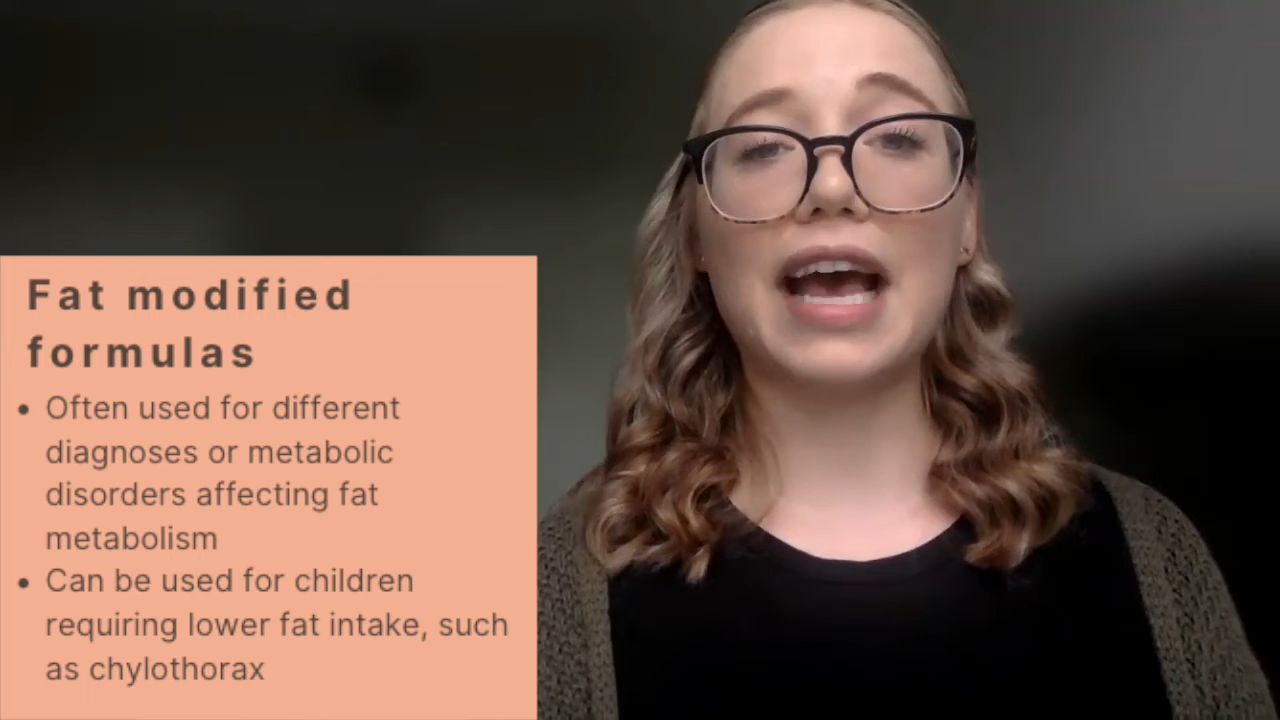 Fat modified
formulas
• Often used for different
diagnoses or metabolic
disorders affecting fat
metabolism
• Can be used for children
requiring lower fat intake, such
as chylothorax